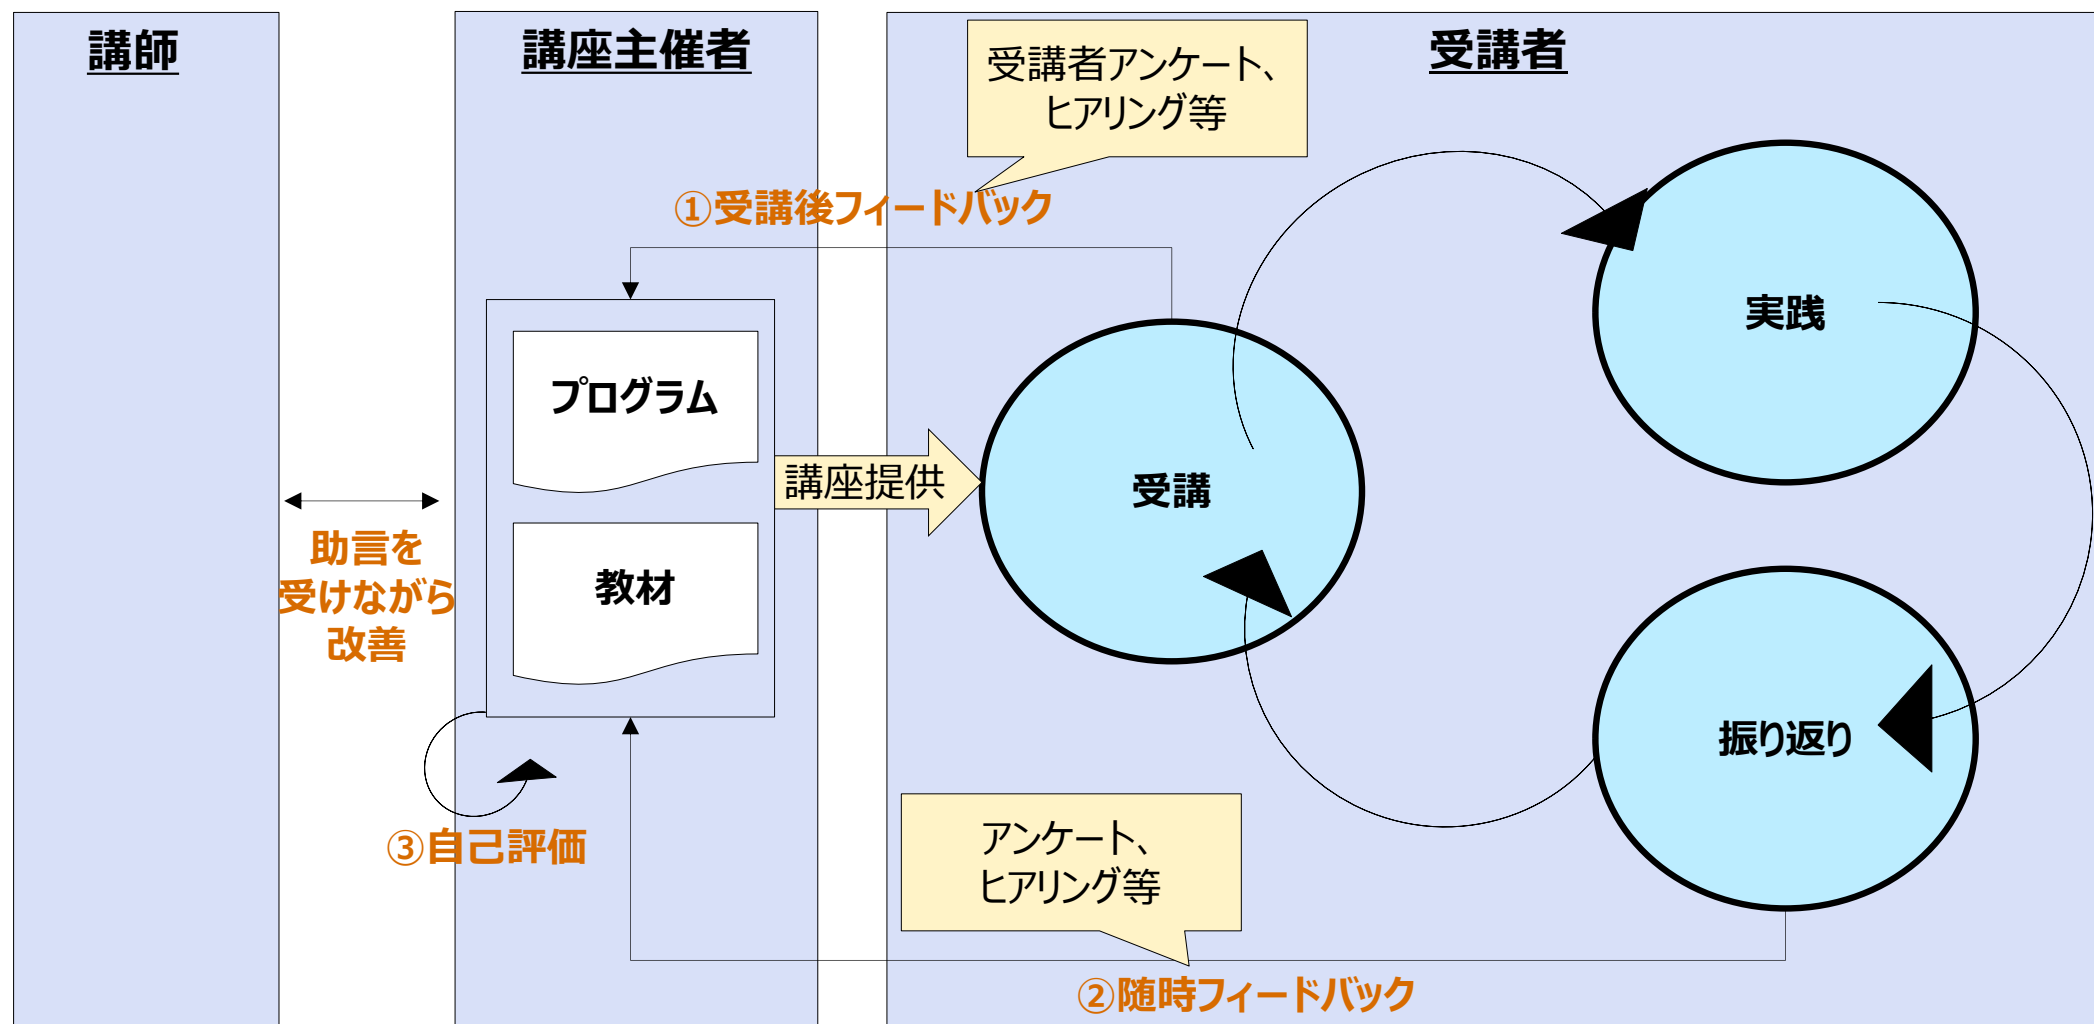 講師
講座主催者
受講者
受講者アンケート、
ヒアリング等
①受講後フィードバック
実践
プログラム
講座提供
受講
助言を
受けながら
改善
教材
振り返り
③自己評価
アンケート、
ヒアリング等
②随時フィードバック